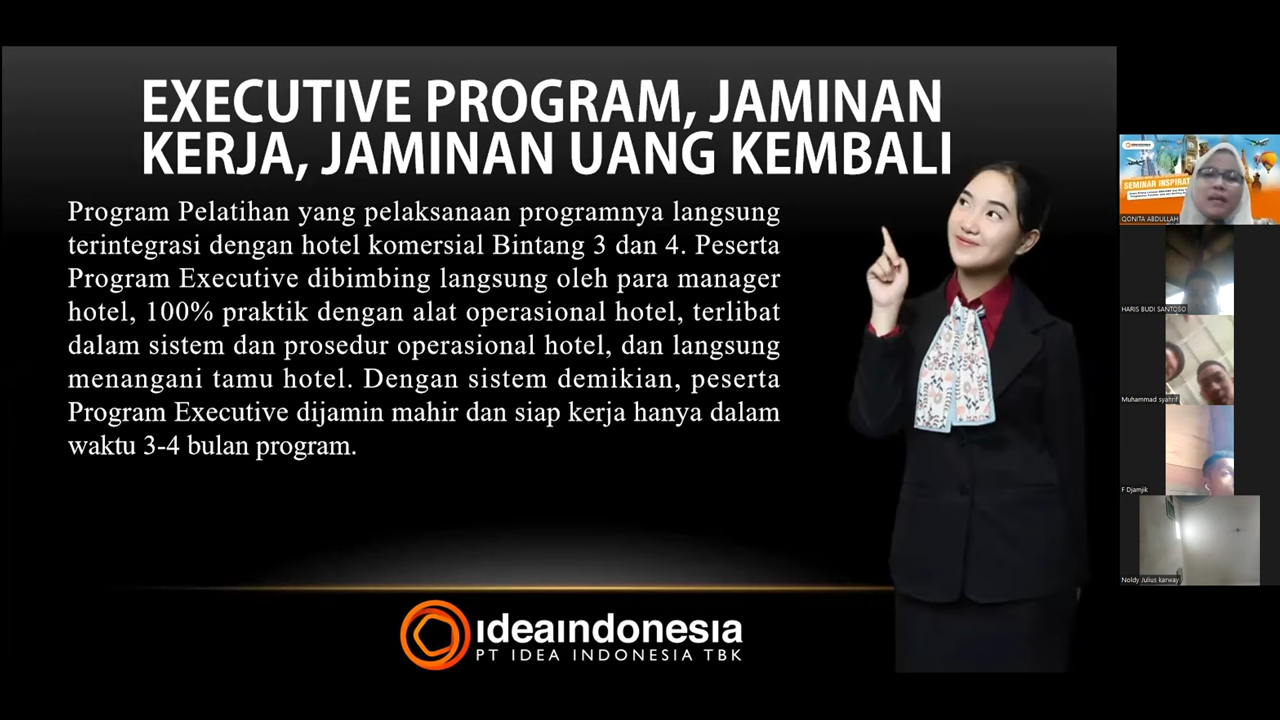 EXECUTIVE PROGRAM, JAMINAN
KERJA, JAMINAN UANG KEMBALI
Program Pelatihan yang pelaksanaan programnya langsung
terintegrasi dengan hotel komersial Bintang 3 dan 4. Peserta
Program Executive dibimbing langsung oleh para manager
hotel, 100% praktik dengan alat operasional hotel, terlibat
dalam sistem dan prosedur operasional hotel, dan langsung
menangani tamu hotel. Dengan sistem demikian, peserta
Program Executive dijamin mahir dan siap kerja hanya dalam
waktu 3-4 bulan program.
ideaindonesia
PT IDEA INDONESIA TBK
SEMINAR INSPIRAT
QONITA ABDULLAH
HARIS BUDI SANTOSO
Muhammad syahrif
F Djamjik
Noldy Julius karway